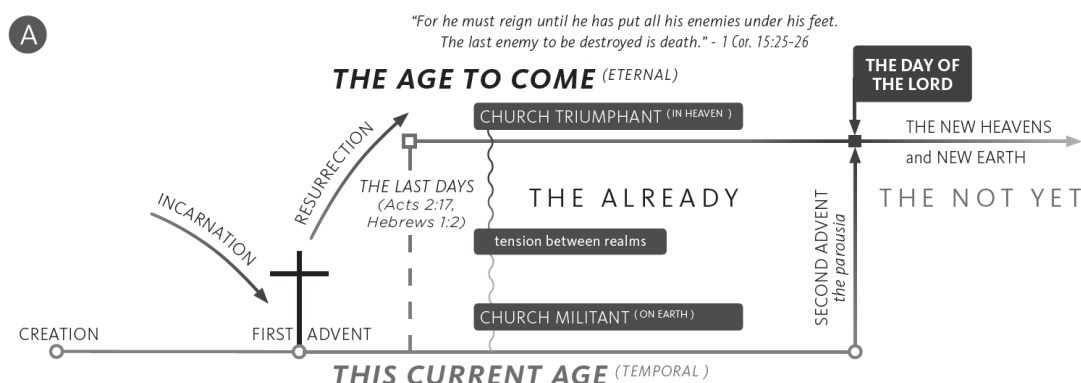 A
“For he must reign until he has put all his enemies under his feet.
The last enemy to be destroyed is death.” - 1 Cor. 15:25-26
THE AGE TO COME (ETERNAL)
THE DAY OF
THE LORD
CHURCH TRIUMPHANT (IN HEAVEN)
THE NEW HEAVENS
and NEW EARTH
RESURRECTION
INCARNATION
THE LAST DAYS
(Acts 2:17,
Hebrews 1:2)
THE ALREADY
THE NOT YET
tension between realms
SECOND ADVENT
the parousia
CHURCH MILITANT (ON EARTH)
CREATION
FIRST ADVENT
THIS CURRENT AGE (TEMPORAL)